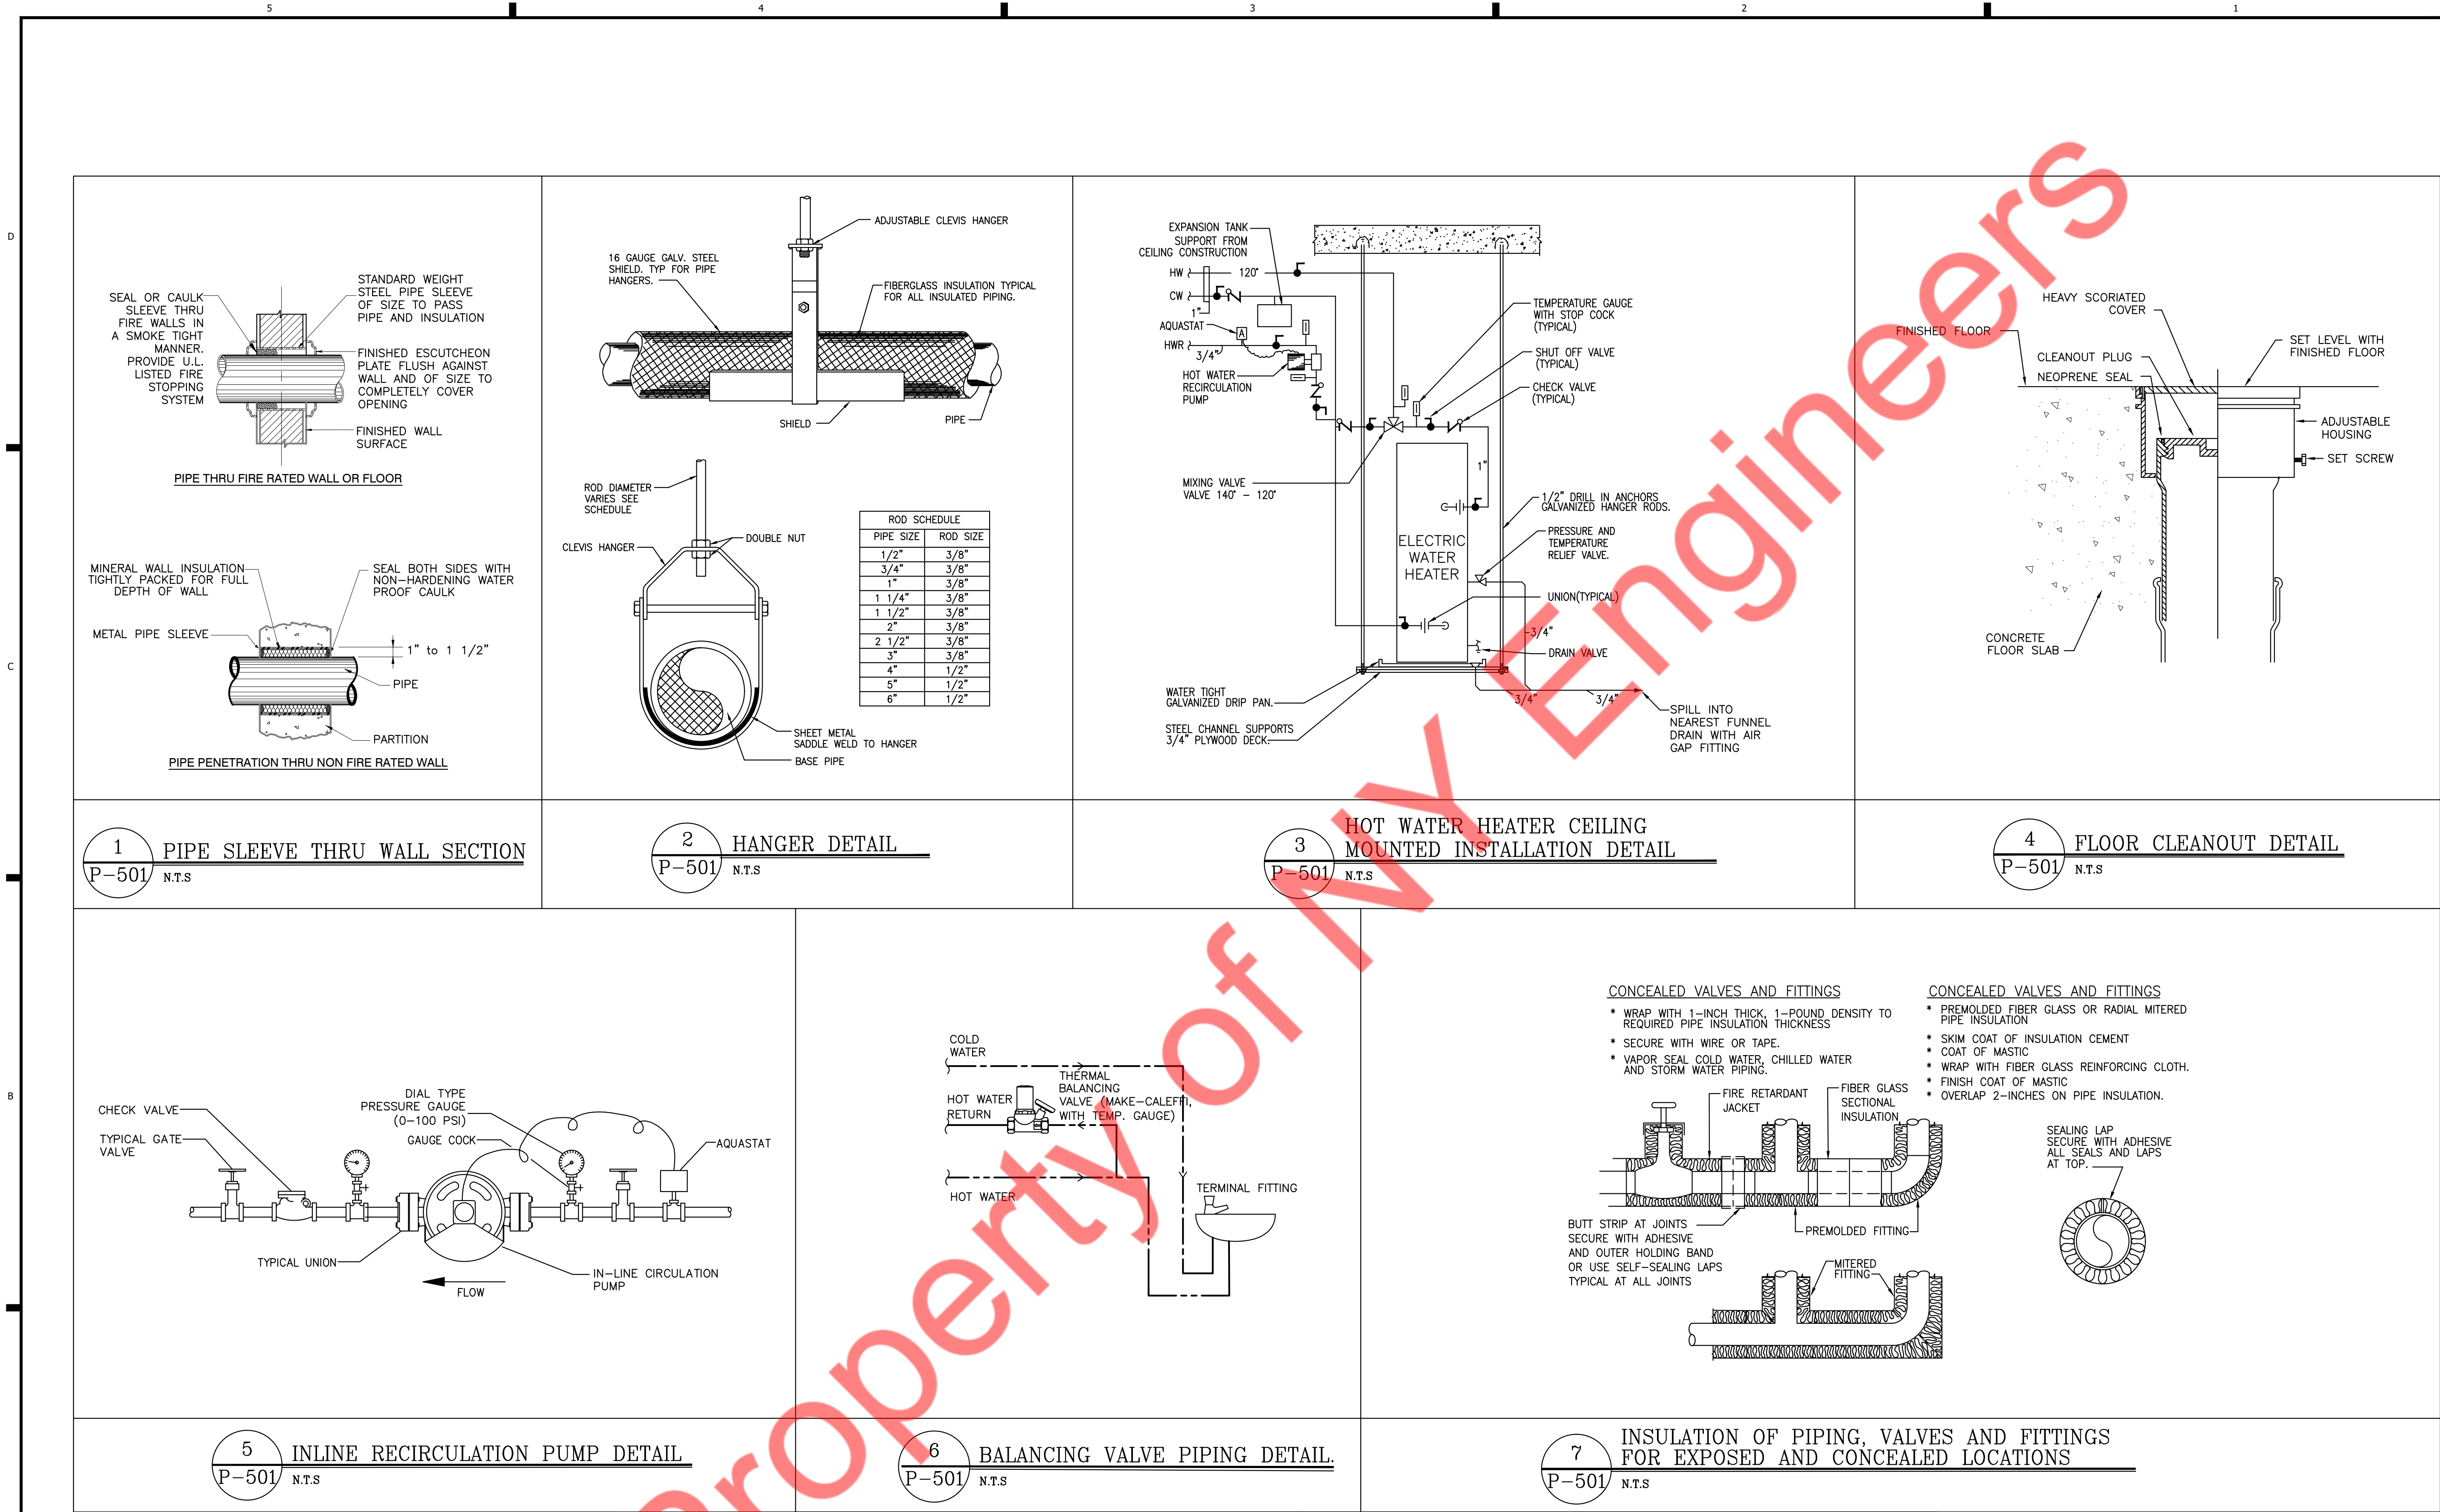 5
4
3
2
1
D
C
B
SEAL OR CAULK
SLEEVE THRU
FIRE WALLS IN
A SMOKE TIGHT
MANNER.
PROVIDE U.L.
LISTED FIRE
STOPPING
SYSTEM
STANDARD WEIGHT
STEEL PIPE SLEEVE
OF SIZE TO PASS
PIPE AND INSULATION
FINISHED ESCUTCHEON
PLATE FLUSH AGAINST
WALL AND OF SIZE TO
COMPLETELY COVER
OPENING
FINISHED WALL
SURFACE
PIPE THRU FIRE RATED WALL OR FLOOR
MINERAL WALL INSULATION
TIGHTLY PACKED FOR FULL
DEPTH OF WALL
SEAL BOTH SIDES WITH
NON-HARDENING WATER
PROOF CAULK
METAL PIPE SLEEVE
1" to 1 1/2"
PIPE
PARTITION
PIPE PENETRATION THRU NON FIRE RATED WALL
1
P-501
PIPE SLEEVE THRU WALL SECTION
N.T.S
ADJUSTABLE CLEVIS HANGER
16 GAUGE GALV. STEEL
SHIELD. TYP FOR PIPE
HANGERS.
FIBERGLASS INSULATION TYPICAL
FOR ALL INSULATED PIPING.
SHIELD
PIPE
ROD DIAMETER
VARIES SEE
SCHEDULE
CLEVIS HANGER
DOUBLE NUT
SHEET METAL
SADDLE WELD TO HANGER
BASE PIPE
ROD SCHEDULE
PIPE SIZE ROD SIZE
1/2" 3/8"
3/4" 3/8"
1" 3/8"
1 1/4" 3/8"
1 1/2" 3/8"
2" 3/8"
2 1/2" 3/8"
3" 3/8"
4" 1/2"
5" 1/2"
6" 1/2"
2
P-501
HANGER DETAIL
N.T.S
EXPANSION TANK
SUPPORT FROM
CEILING CONSTRUCTION
HW
120°
CW
1"
AQUASTAT
A
HWR
3/4"
HOT WATER
RECIRCULATION
PUMP
MIXING VALVE
VALVE 140° - 120°
TEMPERATURE GAUGE
WITH STOP COCK
(TYPICAL)
SHUT OFF VALVE
(TYPICAL)
CHECK VALVE
(TYPICAL)
1"
1/2" DRILL IN ANCHORS
GALVANIZED HANGER RODS.
PRESSURE AND
TEMPERATURE
RELIEF VALVE.
ELECTRIC
WATER
HEATER
UNION(TYPICAL)
3/4"
DRAIN VALVE
WATER TIGHT
GALVANIZED DRIP PAN.
STEEL CHANNEL SUPPORTS
3/4" PLYWOOD DECK.
3/4"
3/4"
SPILL INTO
NEAREST FUNNEL
DRAIN WITH AIR
GAP FITTING
3
P-501
HOT WATER HEATER CEILING
MOUNTED INSTALLATION DETAIL
N.T.S
HEAVY SCORIATED
COVER
FINISHED FLOOR
SET LEVEL WITH
FINISHED FLOOR
CLEANOUT PLUG
NEOPRENE SEAL
ADJUSTABLE
HOUSING
SET SCREW
CONCRETE
FLOOR SLAB
4
P-501
FLOOR CLEANOUT DETAIL
N.T.S
CHECK VALVE
TYPICAL GATE
VALVE
DIAL TYPE
PRESSURE GAUGE
(0-100 PSI)
GAUGE COCK
AQUASTAT
TYPICAL UNION
FLOW
IN-LINE CIRCULATION
PUMP
5
P-501
INLINE RECIRCULATION PUMP DETAIL
N.T.S
COLD
WATER
THERMAL
BALANCING
VALVE (MAKE-CALEFFI,
WITH TEMP. GAUGE)
HOT WATER
RETURN
HOT WATER
TERMINAL FITTING
6
P-501
BALANCING VALVE PIPING DETAIL.
N.T.S
CONCEALED VALVES AND FITTINGS
* WRAP WITH 1-INCH THICK, 1-POUND DENSITY TO
REQUIRED PIPE INSULATION THICKNESS
* SECURE WITH WIRE OR TAPE.
* VAPOR SEAL COLD WATER, CHILLED WATER
AND STORM WATER PIPING.
CONCEALED VALVES AND FITTINGS
* PREMOLDED FIBER GLASS OR RADIAL MITERED
PIPE INSULATION
* SKIM COAT OF INSULATION CEMENT
* COAT OF MASTIC
* WRAP WITH FIBER GLASS REINFORCING CLOTH.
* FINISH COAT OF MASTIC
* OVERLAP 2-INCHES ON PIPE INSULATION.
FIRE RETARDANT
JACKET
FIBER GLASS
SECTIONAL
INSULATION
SEALING LAP
SECURE WITH ADHESIVE
ALL SEALS AND LAPS
AT TOP.
BUTT STRIP AT JOINTS
SECURE WITH ADHESIVE
AND OUTER HOLDING BAND
OR USE SELF-SEALING LAPS
TYPICAL AT ALL JOINTS
PREMOLDED FITTING
MITERED
FITTING
7
P-501
INSULATION OF PIPING, VALVES AND FITTINGS
FOR EXPOSED AND CONCEALED LOCATIONS
N.T.S
Property of NY Engineers